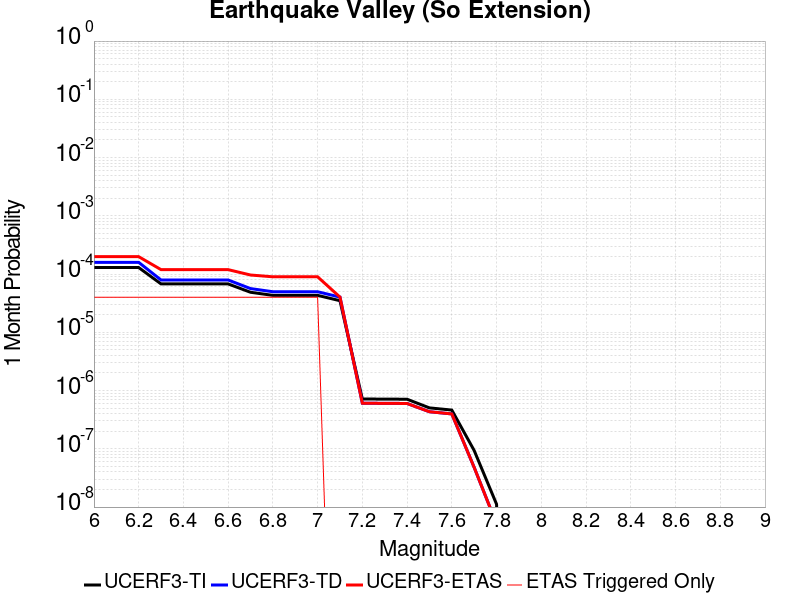 Earthquake Valley (So Extension)
10^0
10^-1
10^-2
10^-3
10^-4
10^-5
10^-6
10^-7
10^-8
1 Month Probability
6 6.2 6.4 6.6 6.8 7 7.2 7.4 7.6 7.8 8 8.2 8.4 8.6 8.8 9
Magnitude
UCERF3-TI UCERF3-TD UCERF3-ETAS ETAS Triggered Only